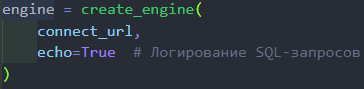 engine = create_engine(
    connect_url,
    echo=True  # Логирование SQL-запросов
)